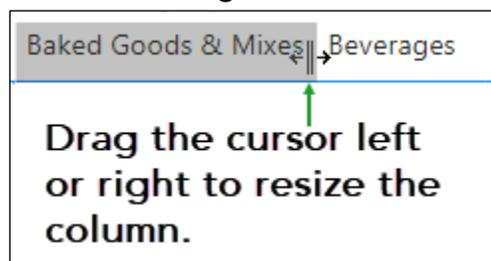 Baked Goods & Mixes Beverages
Drag the cursor left
or right to resize the
column.